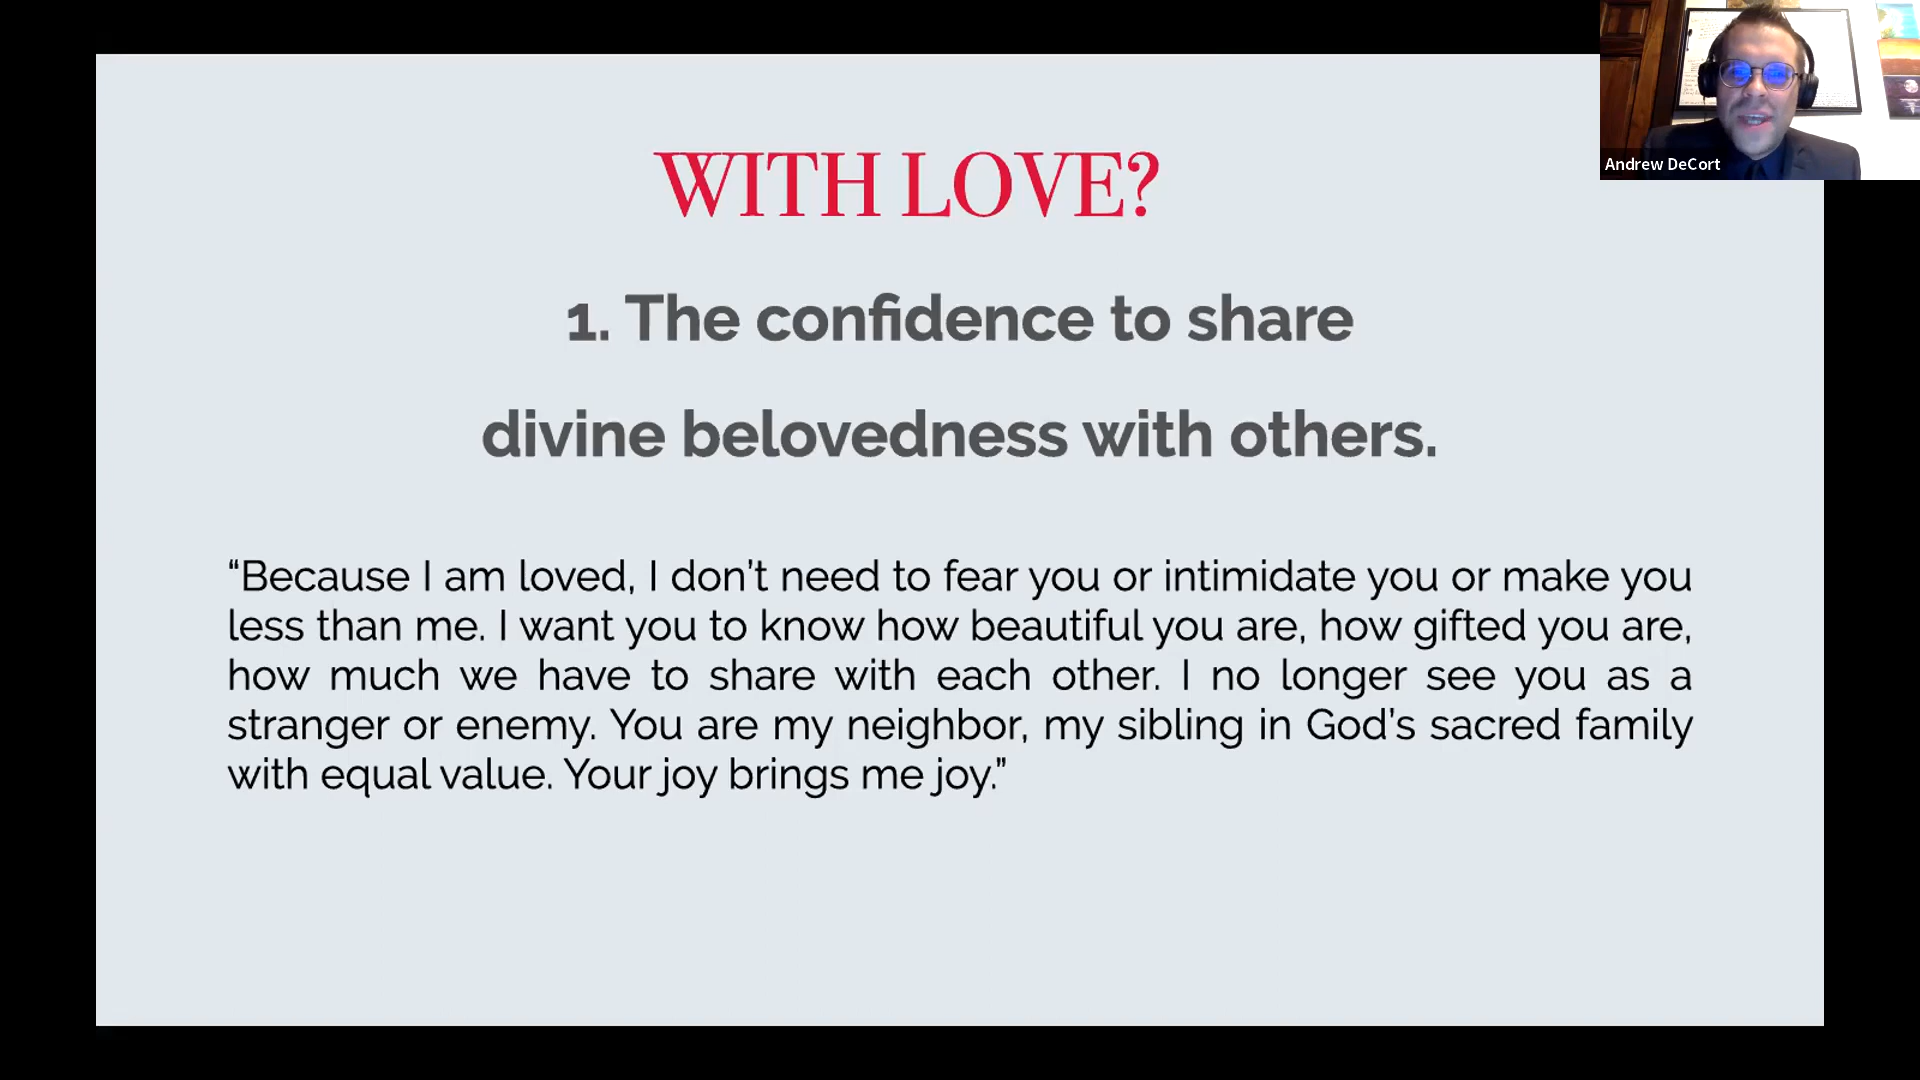 WITH LOVE?
1. The confidence to share
divine belovedness with others.
“Because I am loved, I don’t need to fear you or intimidate you or make you
less than me. I want you to know how beautiful you are, how gifted you are,
how much we have to share with each other. I no longer see you as a
stranger or enemy. You are my neighbor, my sibling in God’s sacred family
with equal value. Your joy brings me joy.”
Andrew DeCort